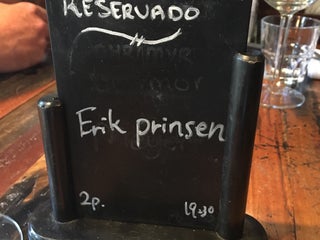 RESERVADO
Erik prinsen
2p. 19:30